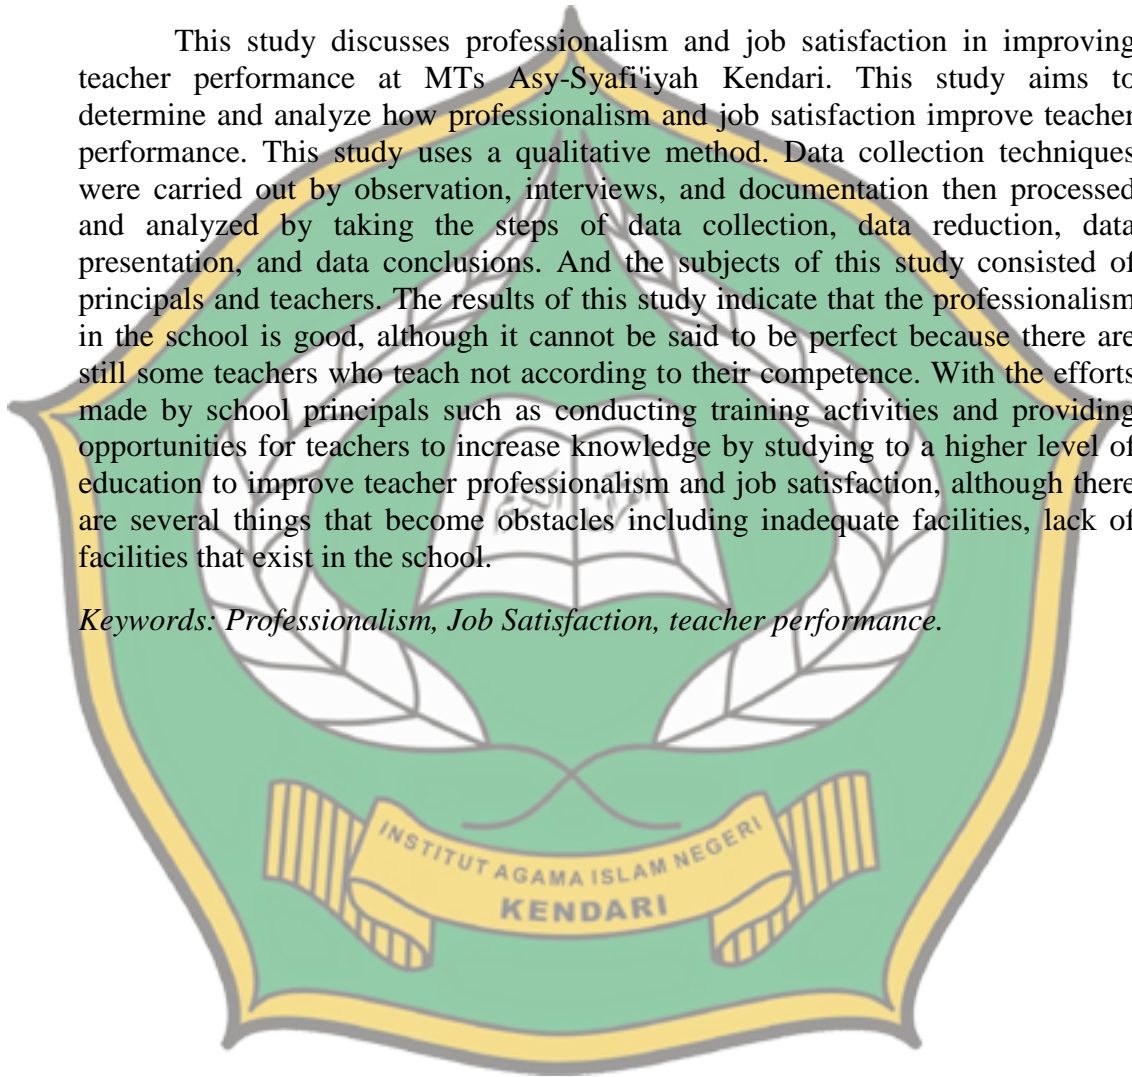 This study discusses professionalism and job satisfaction in improving
teacher performance at MTs Asy-Syafi'iyah Kendari. This study aims to
determine and analyze how professionalism and job satisfaction improve teacher
performance. This study uses a qualitative method. Data collection techniques
were carried out by observation, interviews, and documentation then processed
and analyzed by taking the steps of data collection, data reduction, data
presentation, and data conclusions. And the subjects of this study consisted of
principals and teachers. The results of this study indicate that the professionalism
in the school is good, although it cannot be said to be perfect because there are
still some teachers who teach not according to their competence. With the efforts
made by school principals such as conducting training activities and providing
opportunities for teachers to increase knowledge by studying to a higher level of
education to improve teacher professionalism and job satisfaction, although there
are several things that become obstacles including inadequate facilities, lack of
facilities that exist in the school.
Keywords: Professionalism, Job Satisfaction, teacher performance.
INSTITUT AGAMA ISLAM NEGERI
KENDARI